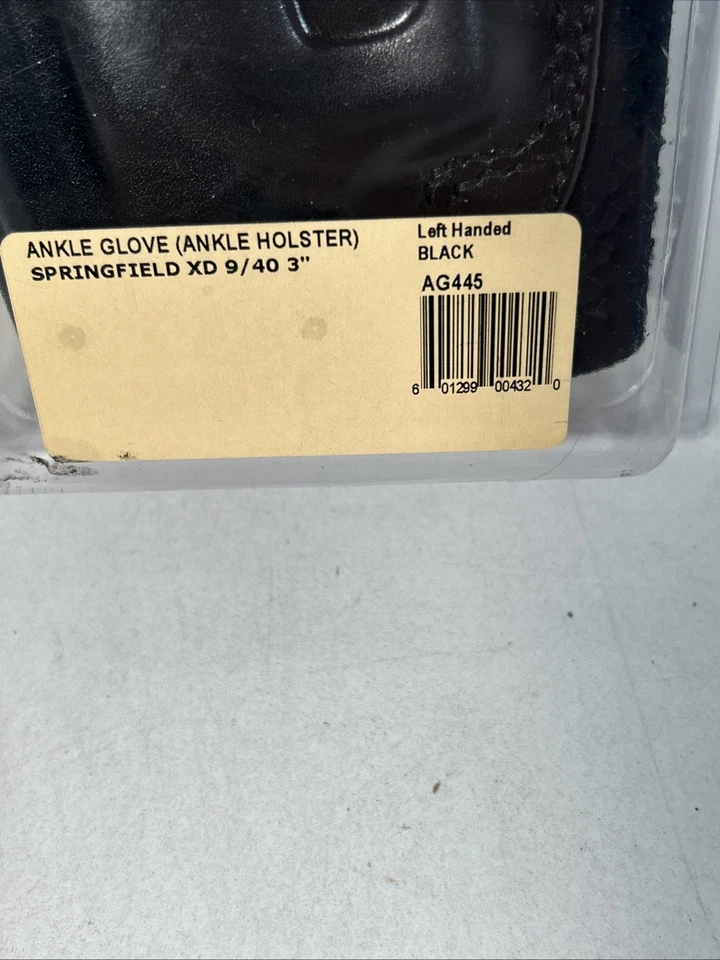 ANKLE GLOVE (ANKLE HOLSTER)
SPRINGFIELD XD 9/40 3"
Left Handed
BLACK
AG445
6 01299 00432 0